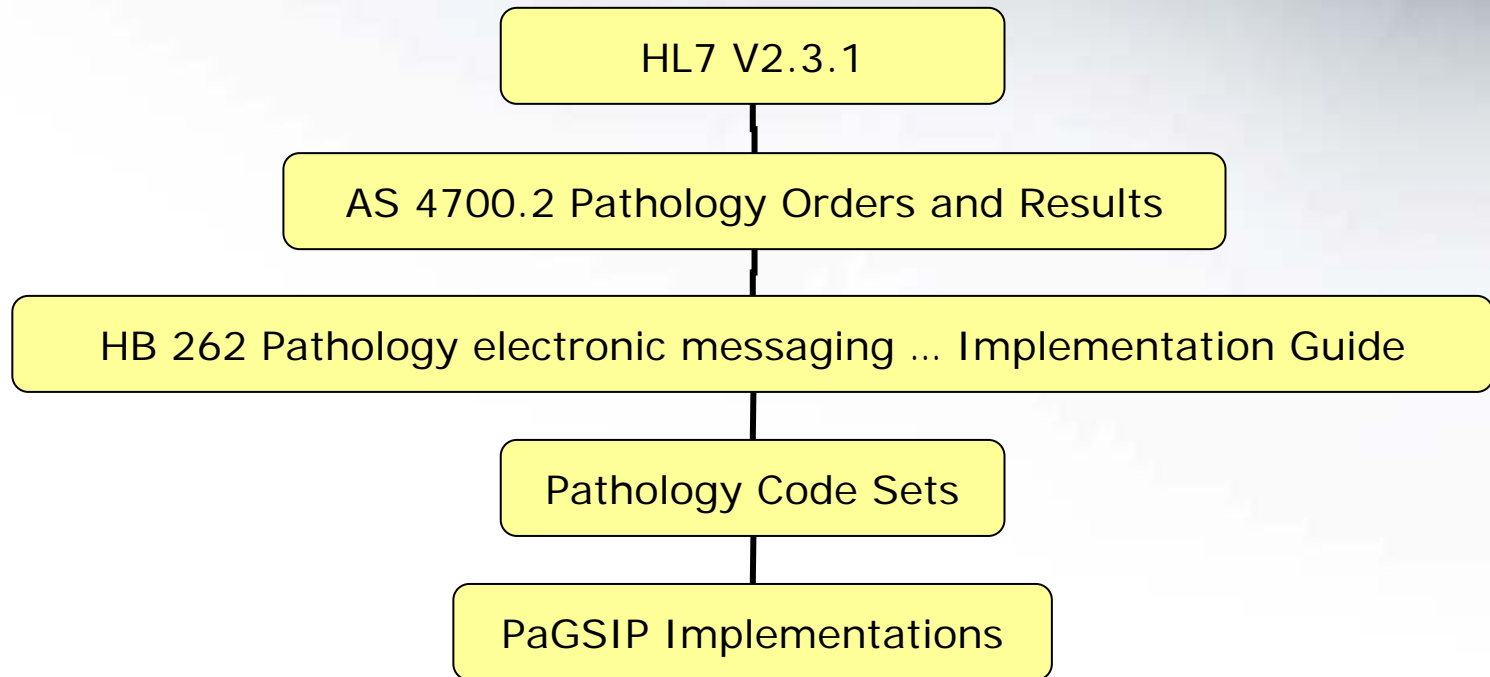 HL7 V2.3.1
AS 4700.2 Pathology Orders and Results
HB 262 Pathology electronic messaging ... Implementation Guide
Pathology Code Sets
PaGSIP Implementations